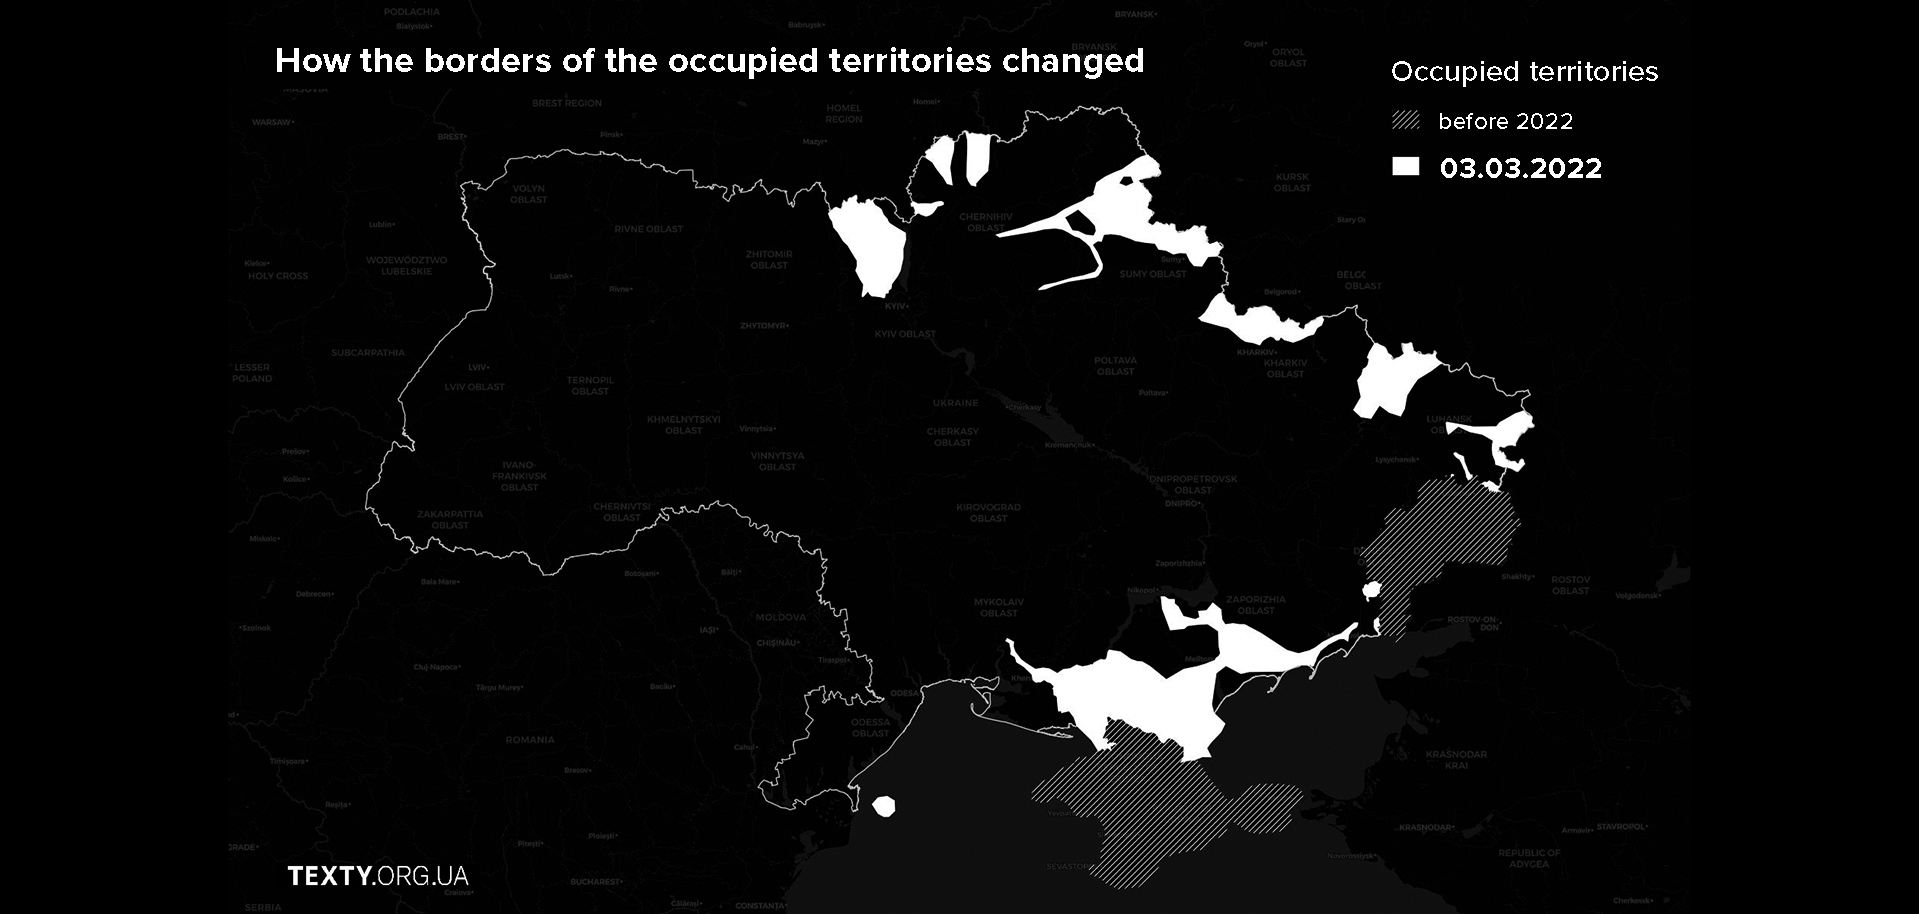 PODLACHIA
Białystok
Babruysk
BRYANSK
How the borders of the occupied territories changed
BRYANSK
OBLAST
Oryol
ORYOL
OBLAST
Occupied territories
before 2022
03.03.2022
BREST REGION
HOMEL
REGION
Homel
WARSAW
BREST
Pinsk
Mazyr
VOLYN
OBLAST
KURSK
OBLAST
Lublin
RIVNE OBLAST
CHERNIHIV
OBLAST
Stary O
Kielce
HOLY CROSS
WOJEWÓDZTWO
LUBELSKIE
ZHITOMIR
OBLAST
Sumy
SUMY OBLAST
Lutsk
Rivne
BELGO
OBLAST
Belgorod
KYIV
ZHYTOMYR
KYIV OBLAST
SUBCARPATHIA
LESSER
POLAND
LVIV
LVIV OBLAST
TERNOPIL
OBLAST
POLTAVA
OBLAST
KHARKIV
KHARKIV
OBLAST
Poltava
UKRAINE
Cherkasy
KHMELNYTSKYI
OBLAST
Vinnytsia
CHERKASY
OBLAST
Kremenchuk
LUHANSK
OB
Prešov
Košice
IVANO-
FRANKIVSK
OBLAST
VINNYTSYA
OBLAST
Lysychansk
DNIPROPETROVSK
OBLAST
DNIPRO
ZAKARPATTIA
OBLAST
CHERNIVTSI
OBLAST
KIROVOGRAD
OBLAST
Miskolc
Baia Mare
Botoșani
Bălți
Zaporizhzhia
Nikopol
ZAPORIZHIA
OBLAST
Shakhty
ROSTOV
OBLAST
Volgodonsk
Debrecen
MYKOLAIV
OBLAST
MOLDOVA
CHIȘINĂU
IAȘI
Szolnok
ROSTOV-ON-
DON
Cluj-Napoca
Tiraspol
Melitop
Târgu Mureș
Bacău
Kher
ODESA
ODESSA
OBLAST
ROMANIA
Cahul
Timișoara
Brașov
KRASNODAR
KRAI
Reșița
Ploiești
Pitești
KRASNODAR
Armavir
STAVROPOL
GRADE
SEVASTOP
Novorossiysk
REPUBLIC OF
ADYGEA
TEXTY.ORG.UA
BUCHAREST
Craiova
SERBIA
Călărași
CONSTANȚA
Cherkessk